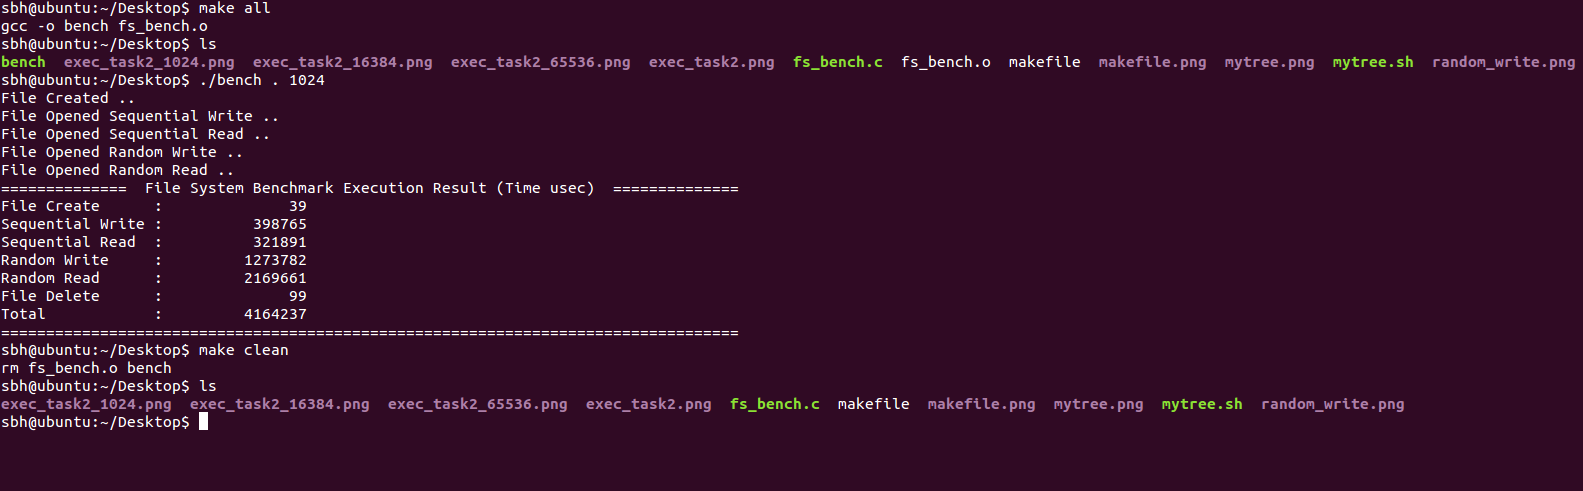 sbh@ubuntu:~/Desktop$ make all
gcc -o bench fs_bench.o
sbh@ubuntu:~/Desktop$ ls
bench  exec_task2_1024.png  exec_task2_16384.png  exec_task2_65536.png  exec_task2.png  fs_bench.c  fs_bench.o  makefile  makefile.png  mytree.png  mytree.sh  random_write.png
sbh@ubuntu:~/Desktop$ ./bench . 1024
File Created ..
File Opened Sequential Write ..
File Opened Sequential Read ..
File Opened Random Write ..
File Opened Random Read ..
==============  File System Benchmark Execution Result (Time usec)  ==============
File Create      :              39
Sequential Write :          398765
Sequential Read  :          321891
Random Write     :         1273782
Random Read      :         2169661
File Delete      :              99
Total            :         4164237
==================================================================================
sbh@ubuntu:~/Desktop$ make clean
rm fs_bench.o bench
sbh@ubuntu:~/Desktop$ ls
exec_task2_1024.png  exec_task2_16384.png  exec_task2_65536.png  exec_task2.png  fs_bench.c  makefile  makefile.png  mytree.png  mytree.sh  random_write.png
sbh@ubuntu:~/Desktop$